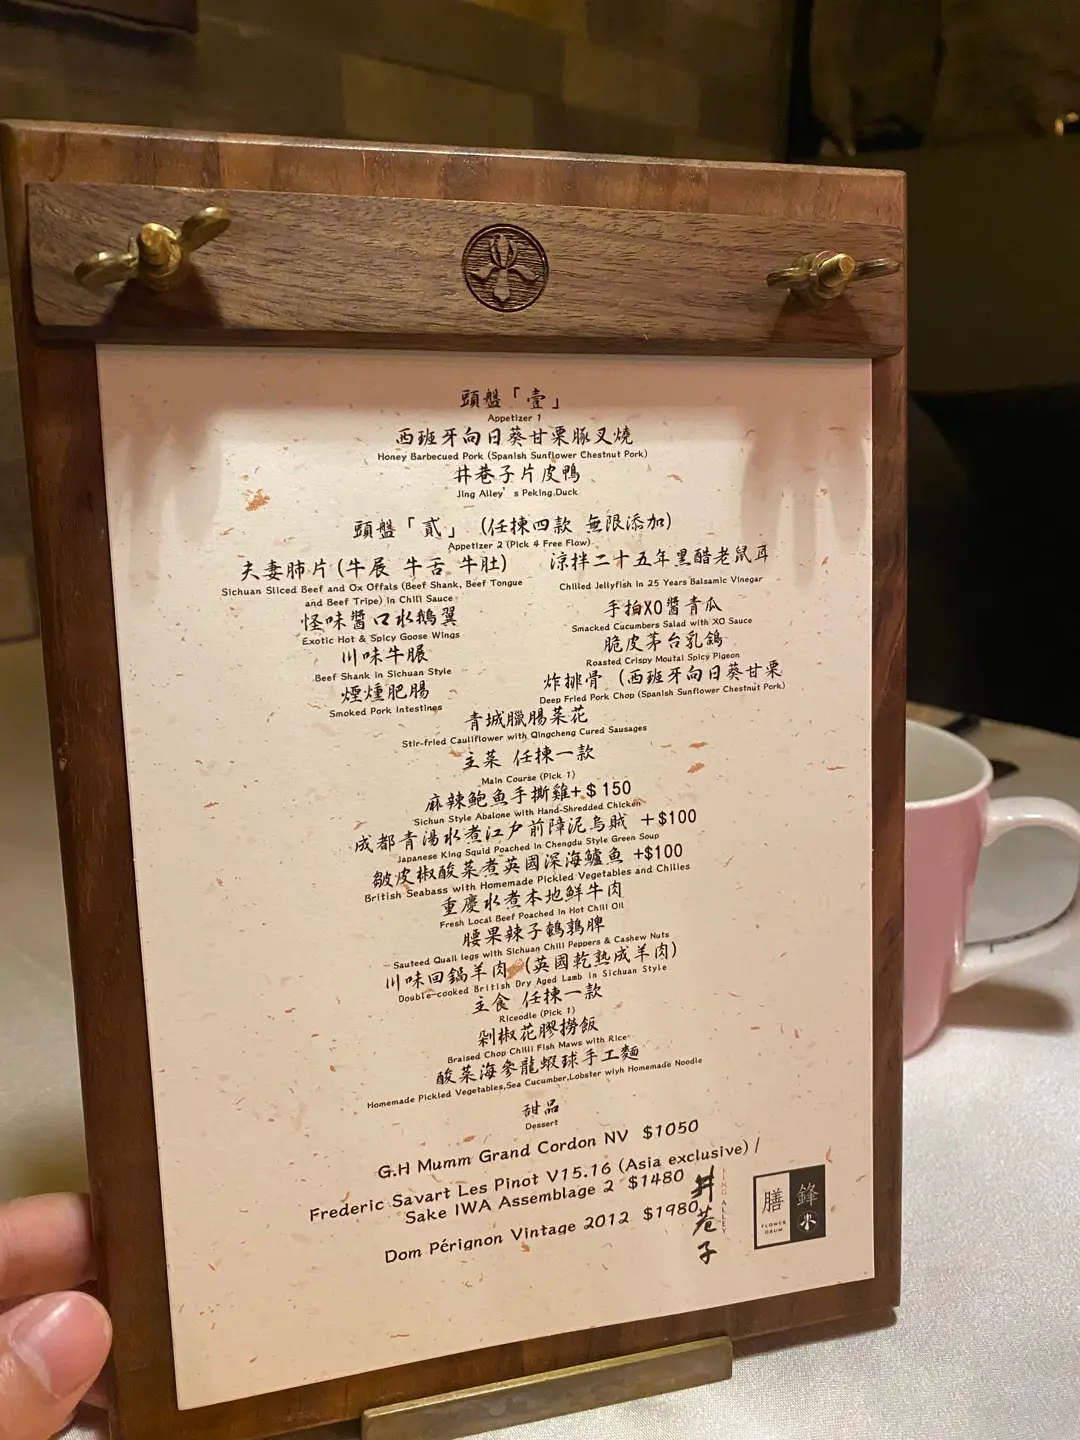 頭盤「壹」
Appetizer 1
西班牙向日葵甘栗豚叉燒
Honey Barbecued Pork (Spanish Sunflower Chestnut Pork)
井巷子片皮鴨
Jing Alley's Peking.Duck
頭盤「貳」(任揀四款 無限添加)
Appetizer 2 (Pick 4 Free Flow)
夫妻肺片(牛展 牛舌 牛肚)
Sichuan Sliced Beef and Ox Offals (Beef Shank, Beef Tongue
and Beef Tripe) in Chili Sauce
怪味醬口水鵝翼
Exotic Hot & Spicy Goose Wings
川味牛𦟌
Beef Shank in Sichuan Style
煙燻肥腸
Smoked Pork Intestines
涼拌二十五年黑醋老鼠耳
Chilled Jellyfish in 25 Years Balsamic Vinegar
手拍XO醬青瓜
Smacked Cucumbers Salad with XO Sauce
脆皮茅台乳鴿
Roasted Crispy Moutai Spicy Pigeon
炸排骨 (西班牙向日葵甘栗
Deep Fried Pork Chop (Spanish Sunflower Chestnut Pork)
青城臘腸菜花
Stir-fried Cauliflower with Qingcheng Cured Sausages
主菜 任揀一款
Main Course (Pick 1)
麻辣鮑魚手撕雞+$150
Sichun Style Abalone with Hand-Shredded Chicken
成都青湯水煮江戶前障泥烏賊 +$100
Japanese King Squid Poached in Chengdu Style Green Soup
皺皮椒酸菜煮英國深海鱸魚 +$100
British Seabass with Homemade Pickled Vegetables and Chilies
重慶水煮本地鮮牛肉
Fresh Local Beef Poached in Hot Chili Oil
腰果辣子鵪鶉脾
Sauteed Quail legs with Sichuan Chili Peppers & Cashew Nuts
川味回鍋羊肉 (英國乾熟成羊肉)
Double-cooked British Dry Aged Lamb in Sichuan Style
主食 任揀一款
Riceodle (Pick 1)
剁椒花膠撈飯
Braised Chop Chilli Fish Maws with Rice
酸菜海參龍蝦球手工麵
Homemade Pickled Vegetables,Sea Cucumber,Lobster wiyh Homemade Noodle
甜品
Dessert
G.H Mumm Grand Cordon NV $1050
Frederic Savart Les Pinot V15.16 (Asia exclusive) /
Sake IWA Assemblage 2 $1480
Dom Pérignon Vintage 2012 $1980
井巷子
JING ALLEY
膳鋒
FLOWER
DRUM